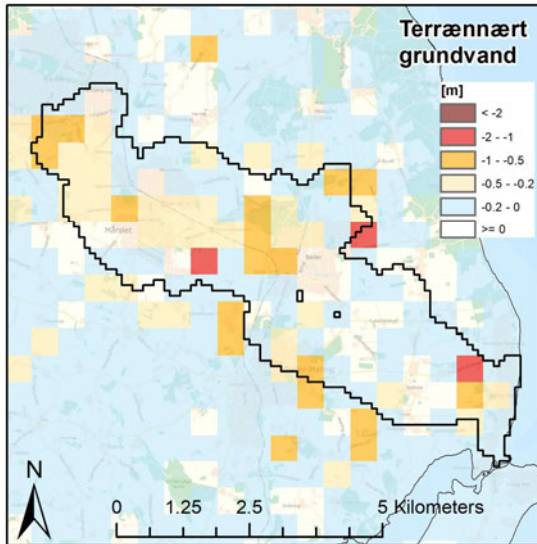 Terrænnært
grundvand
[m]
< -2
-2 - -1
-1 - -0.5
-0.5 - -0.2
-0.2 - 0
>= 0
Mårslet
N
0 1.25 2.5 5 Kilometers